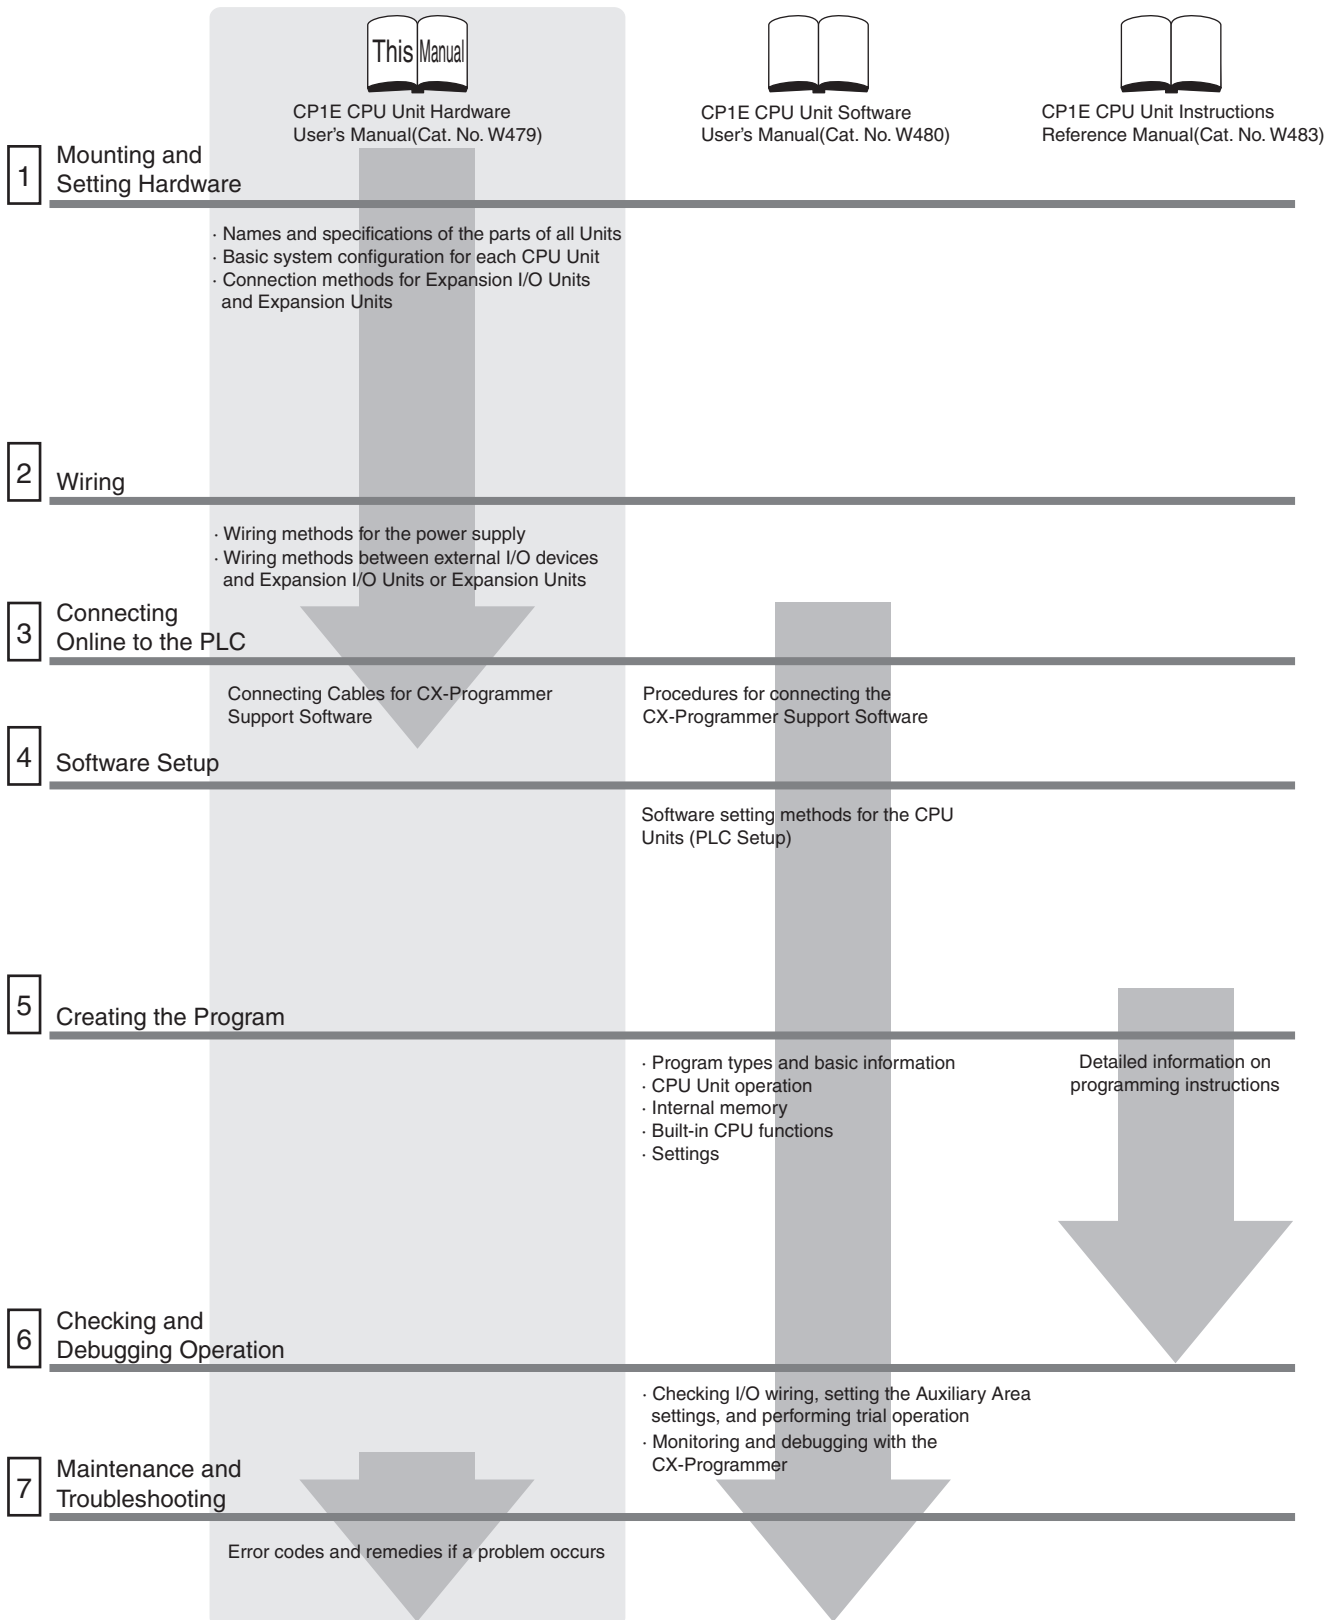 This Manual
CP1E CPU Unit Hardware
User's Manual(Cat. No. W479)
CP1E CPU Unit Software
User's Manual(Cat. No. W480)
CP1E CPU Unit Instructions
Reference Manual(Cat. No. W483)
1
Mounting and
Setting Hardware
· Names and specifications of the parts of all Units
· Basic system configuration for each CPU Unit
· Connection methods for Expansion I/O Units
and Expansion Units
2
Wiring
· Wiring methods for the power supply
· Wiring methods between external I/O devices
and Expansion I/O Units or Expansion Units
3
Connecting
Online to the PLC
Connecting Cables for CX-Programmer
Support Software
Procedures for connecting the
CX-Programmer Support Software
4
Software Setup
Software setting methods for the CPU
Units (PLC Setup)
5
Creating the Program
· Program types and basic information
· CPU Unit operation
· Internal memory
· Built-in CPU functions
· Settings
Detailed information on
programming instructions
6
Checking and
Debugging Operation
· Checking I/O wiring, setting the Auxiliary Area
settings, and performing trial operation
· Monitoring and debugging with the
CX-Programmer
7
Maintenance and
Troubleshooting
Error codes and remedies if a problem occurs